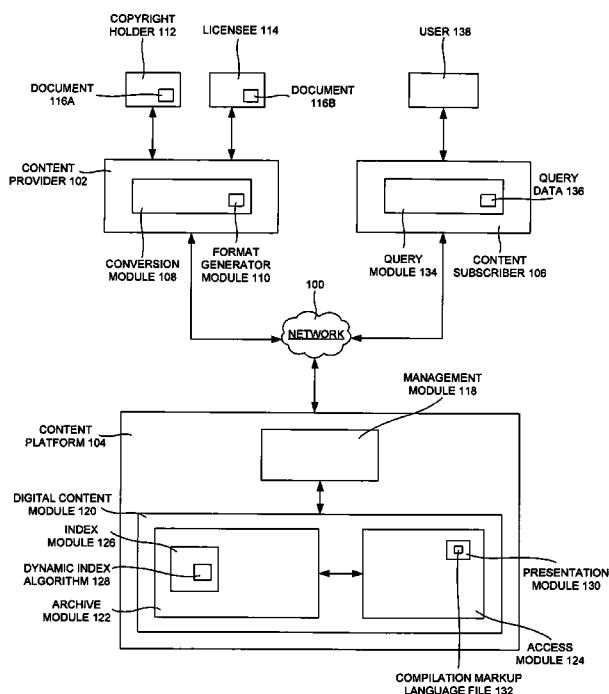 COPYRIGHT
HOLDER 112
LICENSEE 114
USER 138
DOCUMENT
116A
DOCUMENT
116B
CONTENT
PROVIDER 102
QUERY
DATA 136
CONVERSION
MODULE 108
FORMAT
GENERATOR
MODULE 110
QUERY
MODULE 134
CONTENT
SUBSCRIBER 106
100
NETWORK
MANAGEMENT
MODULE 118
CONTENT
PLATFORM 104
DIGITAL CONTENT
MODULE 120
INDEX
MODULE 126
DYNAMIC INDEX
ALGORITHM 128
ARCHIVE
MODULE 122
PRESENTATION
MODULE 130
ACCESS
MODULE 124
COMPILATION MARKUP
LANGUAGE FILE 132